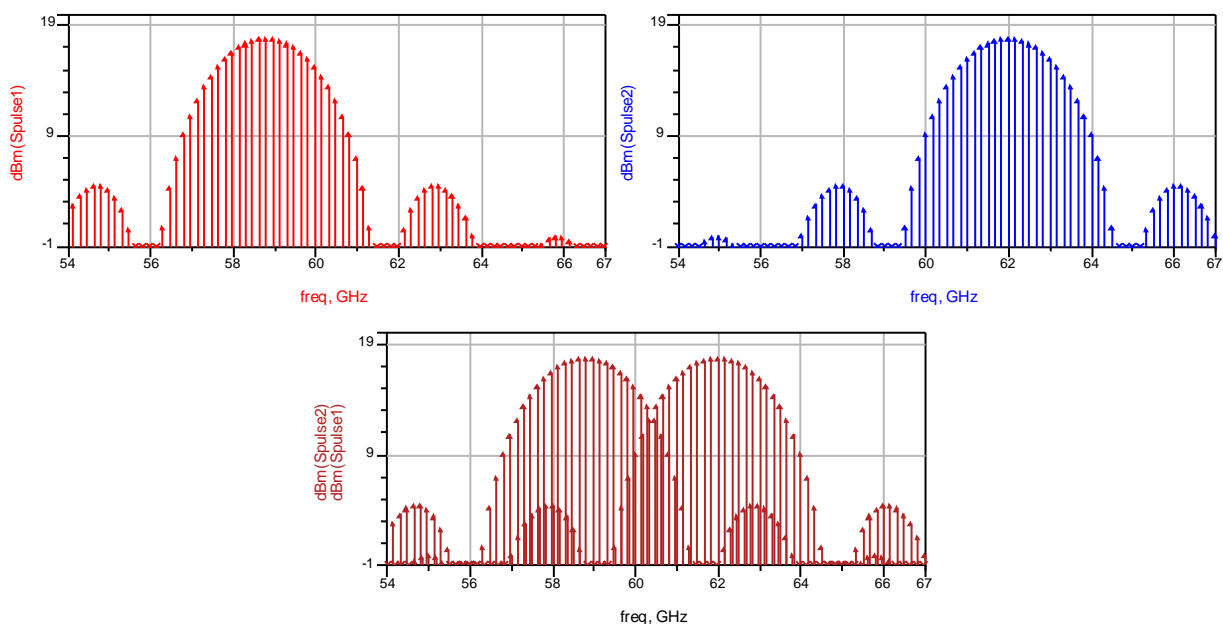 dBm(Spulse1)
19
9
-1
54 56 58 60 62 64 66 67
freq, GHz
dBm(Spulse2)
19
9
-1
54 56 58 60 62 64 66 67
freq, GHz
dBm(Spulse2)
dBm(Spulse1)
19
9
-1
54 56 58 60 62 64 66 67
freq, GHz